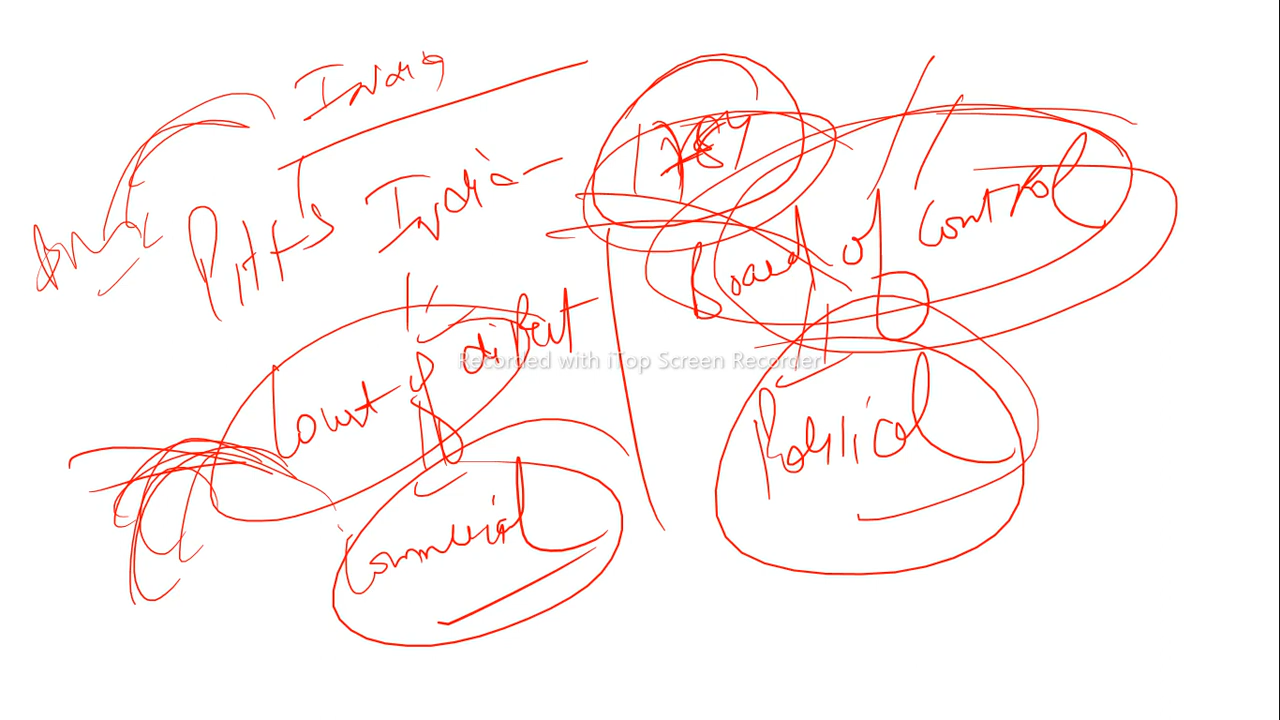 India
Pitt's India - 1784
Board of control
Court of direct
Recorded with iTop Screen Recorder
Political
Commercial